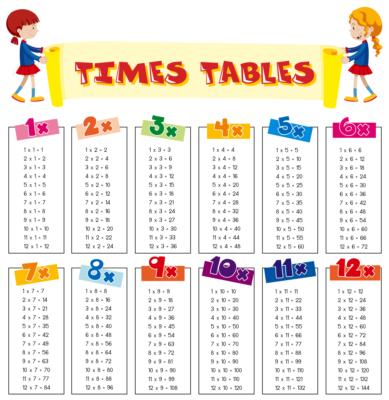 TIMES TABLES
1x
1 x 1 = 1
2 x 1 = 2
3 x 1 = 3
4 x 1 = 4
5 x 1 = 5
6 x 1 = 6
7 x 1 = 7
8 x 1 = 8
9 x 1 = 9
10 x 1 = 10
11 x 1 = 11
12 x 1 = 12
2x
1 x 2 = 2
2 x 2 = 4
3 x 2 = 6
4 x 2 = 8
5 x 2 = 10
6 x 2 = 12
7 x 2 = 14
8 x 2 = 16
9 x 2 = 18
10 x 2 = 20
11 x 2 = 22
12 x 2 = 24
3x
1 x 3 = 3
2 x 3 = 6
3 x 3 = 9
4 x 3 = 12
5 x 3 = 15
6 x 3 = 18
7 x 3 = 21
8 x 3 = 24
9 x 3 = 27
10 x 3 = 30
11 x 3 = 33
12 x 3 = 36
4x
1 x 4 = 4
2 x 4 = 8
3 x 4 = 12
4 x 4 = 16
5 x 4 = 20
6 x 4 = 24
7 x 4 = 28
8 x 4 = 32
9 x 4 = 36
10 x 4 = 40
11 x 4 = 44
12 x 4 = 48
5x
1 x 5 = 5
2 x 5 = 10
3 x 5 = 15
4 x 5 = 20
5 x 5 = 25
6 x 5 = 30
7 x 5 = 35
8 x 5 = 40
9 x 5 = 45
10 x 5 = 50
11 x 5 = 55
12 x 5 = 60
6x
1 x 6 = 6
2 x 6 = 12
3 x 6 = 18
4 x 6 = 24
5 x 6 = 30
6 x 6 = 36
7 x 6 = 42
8 x 6 = 48
9 x 6 = 54
10 x 6 = 60
11 x 6 = 66
12 x 6 = 72
7x
1 x 7 = 7
2 x 7 = 14
3 x 7 = 21
4 x 7 = 28
5 x 7 = 35
6 x 7 = 42
7 x 7 = 49
8 x 7 = 56
9 x 7 = 63
10 x 7 = 70
11 x 7 = 77
12 x 7 = 84
8x
1 x 8 = 8
2 x 8 = 16
3 x 8 = 24
4 x 8 = 32
5 x 8 = 40
6 x 8 = 48
7 x 8 = 56
8 x 8 = 64
9 x 8 = 72
10 x 8 = 80
11 x 8 = 88
12 x 8 = 96
9x
1 x 9 = 9
2 x 9 = 18
3 x 9 = 27
4 x 9 = 36
5 x 9 = 45
6 x 9 = 54
7 x 9 = 63
8 x 9 = 72
9 x 9 = 81
10 x 9 = 90
11 x 9 = 99
12 x 9 = 108
10x
1 x 10 = 10
2 x 10 = 20
3 x 10 = 30
4 x 10 = 40
5 x 10 = 50
6 x 10 = 60
7 x 10 = 70
8 x 10 = 80
9 x 10 = 90
10 x 10 = 100
11 x 10 = 110
12 x 10 = 120
11x
1 x 11 = 11
2 x 11 = 22
3 x 11 = 33
4 x 11 = 44
5 x 11 = 55
6 x 11 = 66
7 x 11 = 77
8 x 11 = 88
9 x 11 = 99
10 x 11 = 110
11 x 11 = 121
12 x 11 = 132
12x
1 x 12 = 12
2 x 12 = 24
3 x 12 = 36
4 x 12 = 48
5 x 12 = 60
6 x 12 = 72
7 x 12 = 84
8 x 12 = 96
9 x 12 = 108
10 x 12 = 120
11 x 12 = 132
12 x 12 = 144